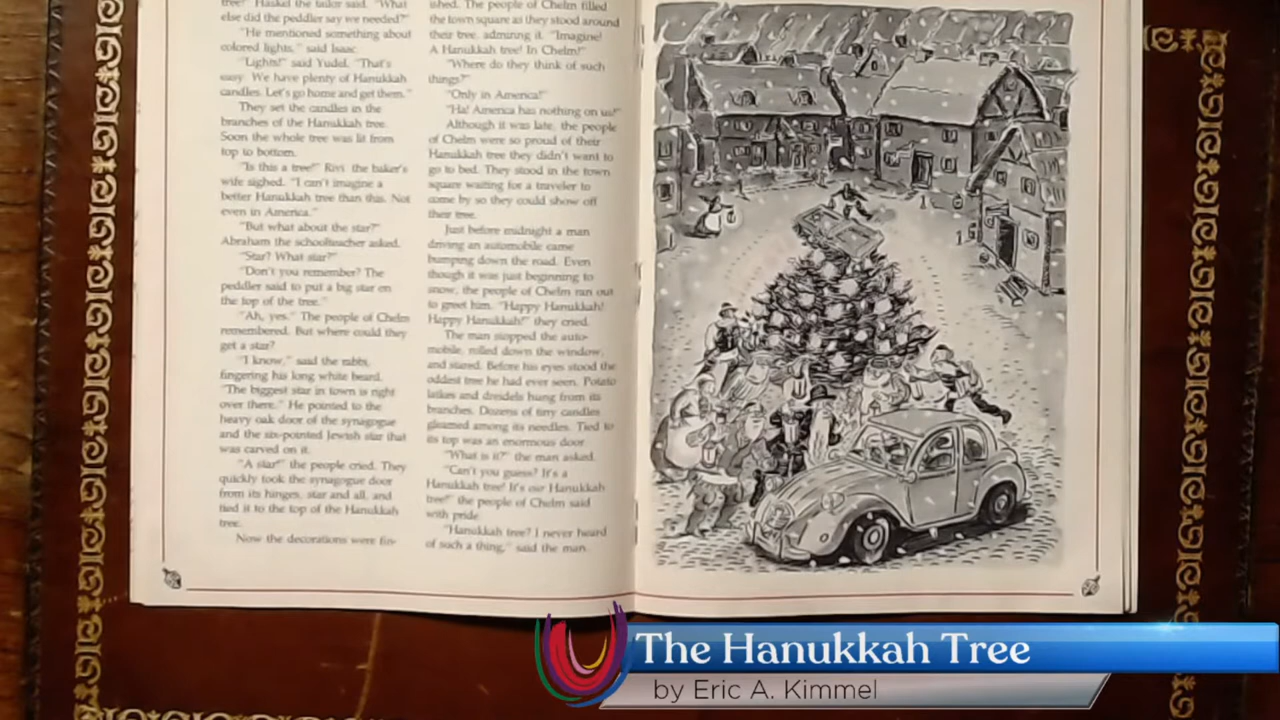 tree!" Haskel the tailor said. "What
else did the peddler say we needed?"
"He mentioned something about
colored lights," said Isaac.
"Lights!" said Yudel. "That's
easy. We have plenty of Hanukkah
candles. Let's go home and get them."
They set the candles in the
branches of the Hanukkah tree.
Soon the whole tree was lit from
top to bottom.
"Is this a tree!" Rivi, the baker's
wife sighed. "I can't imagine a
better Hanukkah tree than this. Not
even in America."
"But what about the star?"
Abraham the schoolteacher asked.
"Star? What star?"
"Don't you remember? The
peddler said to put a big star on
the top of the tree."
"Ah, yes." The people of Chelm
remembered. But where could they
get a star?
"I know," said the rabbi,
fingering his long white beard.
"The biggest star in town is right
over there." He pointed to the
heavy oak door of the synagogue
and the six-pointed Jewish star that
was carved on it.
"A star!" the people cried. They
quickly took the synagogue door
from its hinges, star and all, and
tied it to the top of the Hanukkah
tree.
Now the decorations were fin-
ished. The people of Chelm filled
the town square as they stood around
their tree, admiring it. "Imagine!
A Hanukkah tree! In Chelm!"
"Where do they think of such
things?"
"Only in America!"
"Ha! America has nothing on us!"
Although it was late, the people
of Chelm were so proud of their
Hanukkah tree they didn't want to
go to bed. They stood in the town
square waiting for a traveler to
come by so they could show off
their tree.
Just before midnight a man
driving an automobile came
bumping down the road. Even
though it was just beginning to
snow, the people of Chelm ran out
to greet him. "Happy Hanukkah!
Happy Hanukkah!" they cried.
The man stopped the auto-
mobile, rolled down the window,
and stared. Before his eyes stood the
oddest tree he had ever seen. Potato
latkes and dreidels hung from its
branches. Dozens of tiny candles
gleamed among its needles. Tied to
its top was an enormous door.
"What is it?" the man asked.
"Can't you guess? It's a
Hanukkah tree! It's our Hanukkah
tree!" the people of Chelm said
with pride.
"Hanukkah tree? I never heard
of such a thing," said the man.
The Hanukkah Tree
by Eric A. Kimmel